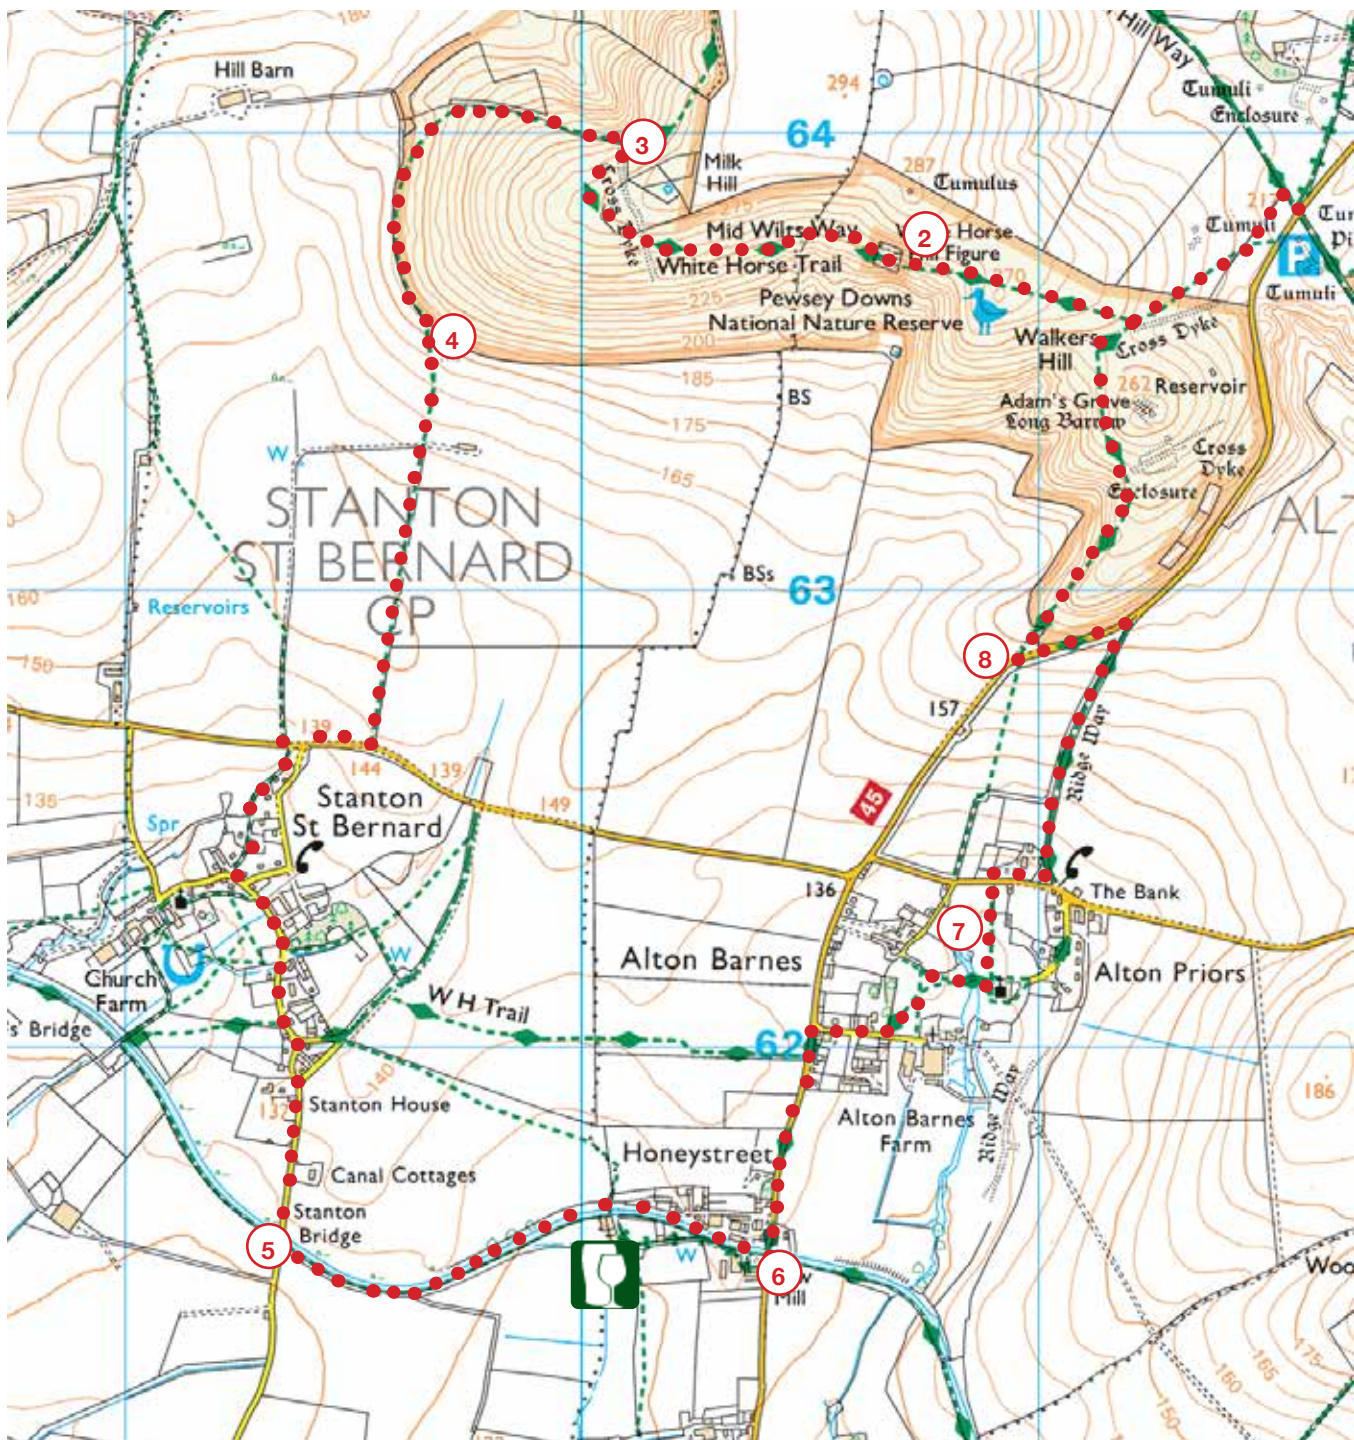 180
Hill Barn
Hill Way
294
Tumuli
Enclosure
64
3
Milk
Hill
287
Tumulus
Cross Dyke
Mid Wilts Way
2
Horse
Figure
Tumuli
P
Tumuli
White Horse Trail
270
Pewsey Downs
National Nature Reserve
225
200
Walkers
Hill
Cross Dyke
4
185
BS
262
Reservoir
Adam's Grave
Long Barrow
175
W
165
Cross
Dyke
Enclosure
STANTON
ST BERNARD
CP
AL
BSs
63
160
Reservoirs
150
8
157
139
144
139
149
Ridge Way
135
Stanton
St Bernard
Spr
45
136
The Bank
7
Church
Farm
W
Alton Barnes
Alton Priors
W H Trail
s' Bridge
62
140
132
Stanton House
Alton Barnes
Farm
Ridge Way
186
Honeystreet
Canal Cottages
Stanton
Bridge
5
W
6
Mill
Woo
175
165
160
150